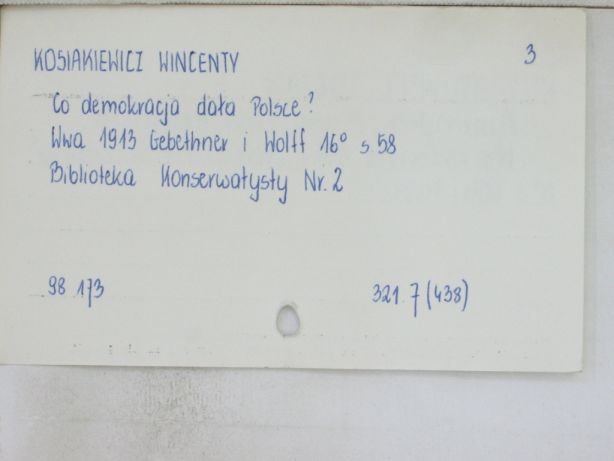 3
KOSIAKIEWICZ WINCENTY
Co demokracja dała Polsce?
Wwa 1913 Gebethner i Wolff 16° s 58
Biblioteka Konserwatysty Nr. 2
98 173
321.7 (438)